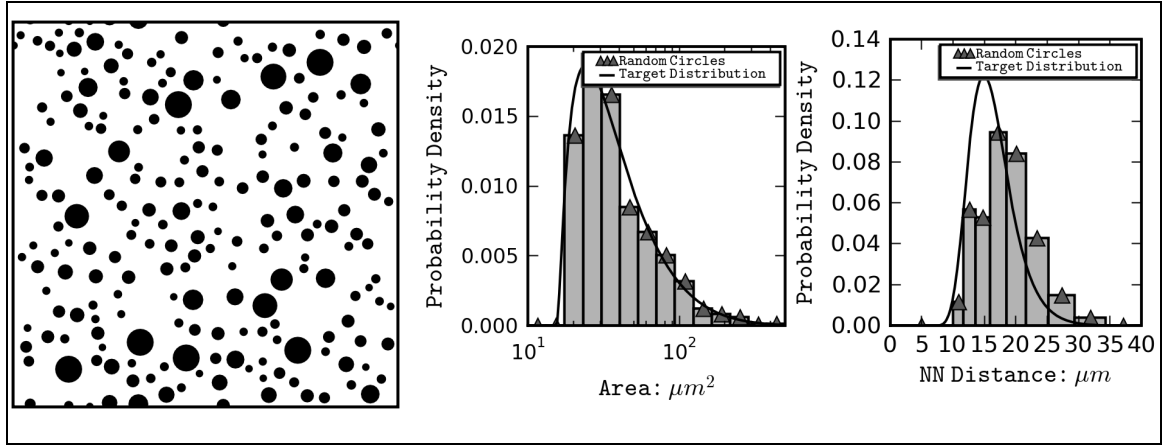 0.020
0.015
0.010
0.005
0.000
Probability Density
Random Circles
Target Distribution
10^1
10^2
Area: μm^2
0.14
0.12
0.10
0.08
0.06
0.04
0.02
0.00
Probability Density
Random Circles
Target Distribution
0 5 10 15 20 25 30 35 40
NN Distance: μm